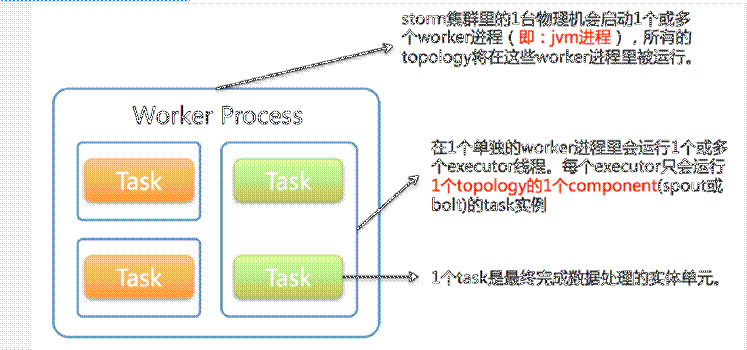 storm集群里的1台物理机会启动1个或多
个worker进程（即：jvm进程），所有的
topology将在这些worker进程里被运行。
Worker Process
Task
Task
Task
Task
在1个单独的worker进程里会运行1个或多
个executor线程。每个executor只会运行
1个topology的1个component(spout或
bolt)的task实例
1个task是最终完成数据处理的实体单元。